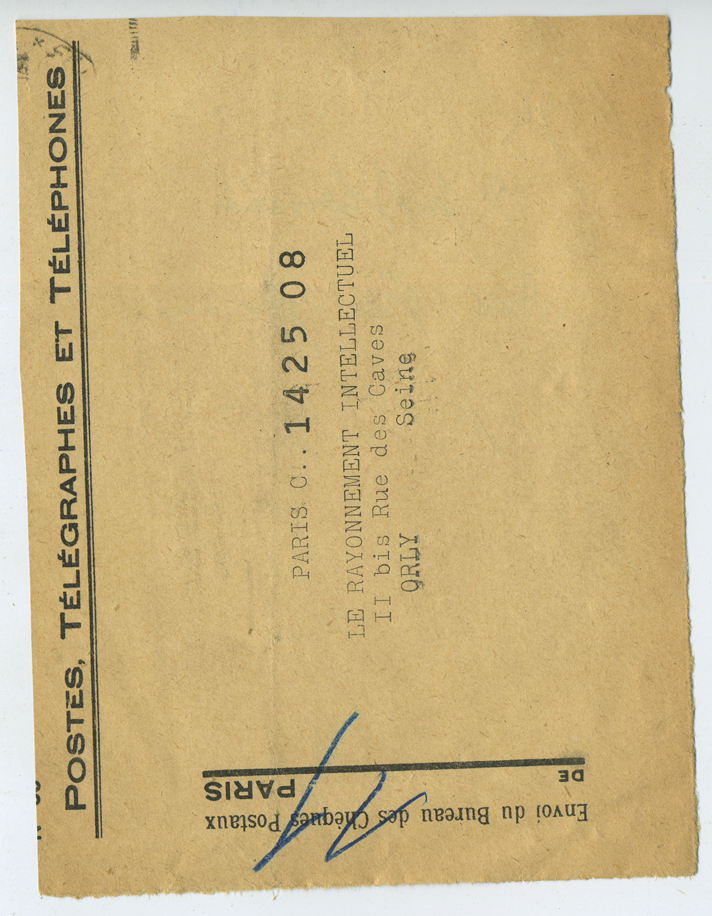 POSTES, TÉLÉGRAPHES ET TÉLÉPHONES
PARIS C..1425 08
LE RAYONNEMENT INTELLECTUEL
II bis Rue des Caves
ORLY Seine
Envoi du Bureau des Chèques Postaux
DE PARIS